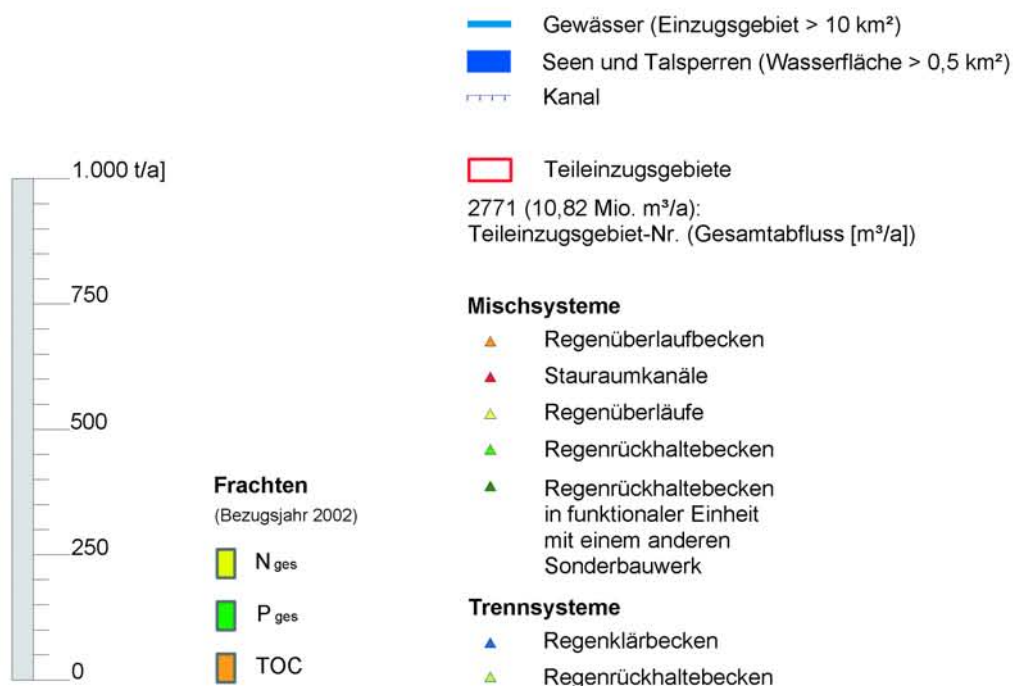 Gewässer (Einzugsgebiet > 10 km²)
Seen und Talsperren (Wasserfläche > 0,5 km²)
Kanal
Teileinzugsgebiete
2771 (10,82 Mio. m³/a):
Teileinzugsgebiet-Nr. (Gesamtabfluss [m³/a])
1.000 t/a]
750
500
250
0
Frachten
(Bezugsjahr 2002)
N ges
P ges
TOC
Mischsysteme
Regenüberlaufbecken
Stauraumkanäle
Regenüberläufe
Regenrückhaltebecken
Regenrückhaltebecken
in funktionaler Einheit
mit einem anderen
Sonderbauwerk
Trennsysteme
Regenklärbecken
Regenrückhaltebecken